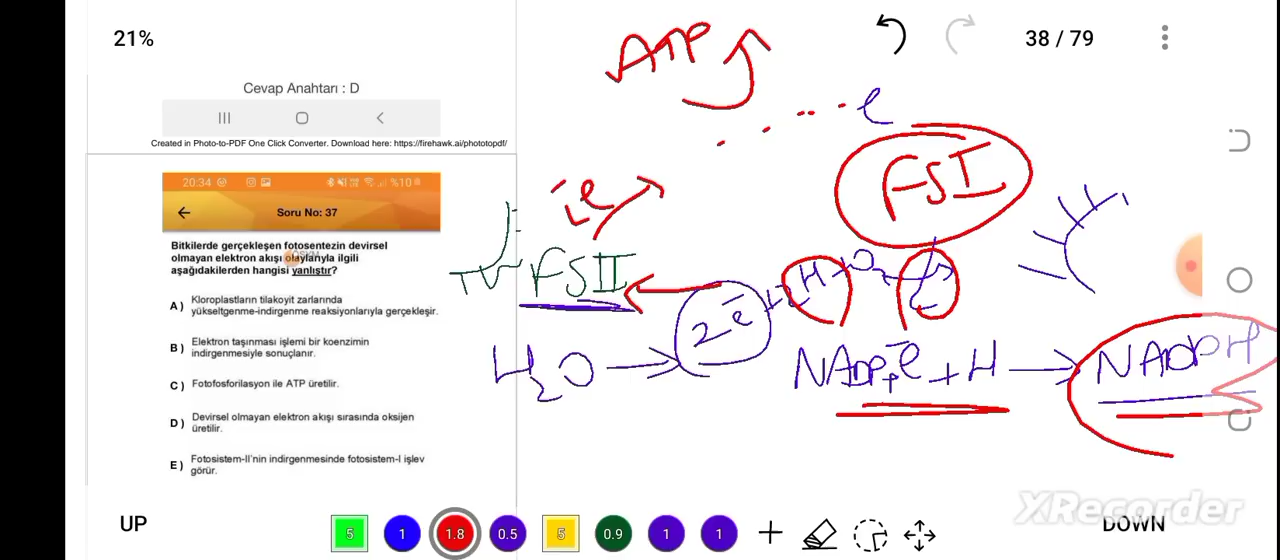 21%
38 / 79
Cevap Anahtarı : D
Created in Photo-to-PDF One Click Converter. Download here: https://firehawk.ai/phototopdf/
20:34
%10
Soru No: 37
Bitkilerde gerçekleşen fotosentezin devirsel
olmayan elektron akışı olaylarıyla ilgili
aşağıdakilerden hangisi yanlıştır?
A) Kloroplastların tilakoyit zarlarında
yükseltgenme-indirgenme reaksiyonlarıyla gerçekleşir.
B) Elektron taşınması işlemi bir koenzimin
indirgenmesiyle sonuçlanır.
C) Fotofosforilasyon ile ATP üretilir.
D) Devirsel olmayan elektron akışı sırasında oksijen
üretilir.
E) Fotosistem-II'nin indirgenmesinde fotosistem-I işlev
görür.
ATP
e
FSI
e
FSII
H₂O → 2e⁻ + 2H + O₂
NADP + e⁻ + H → NADPH
UP
5
1
1.8
0.5
5
0.9
1
1
DOWN
XRecorder